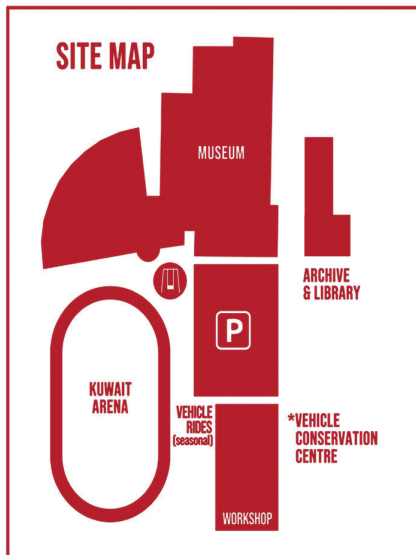 SITE MAP
MUSEUM
ARCHIVE
& LIBRARY
P
KUWAIT
ARENA
VEHICLE
RIDES
(seasonal)
*VEHICLE
CONSERVATION
CENTRE
WORKSHOP